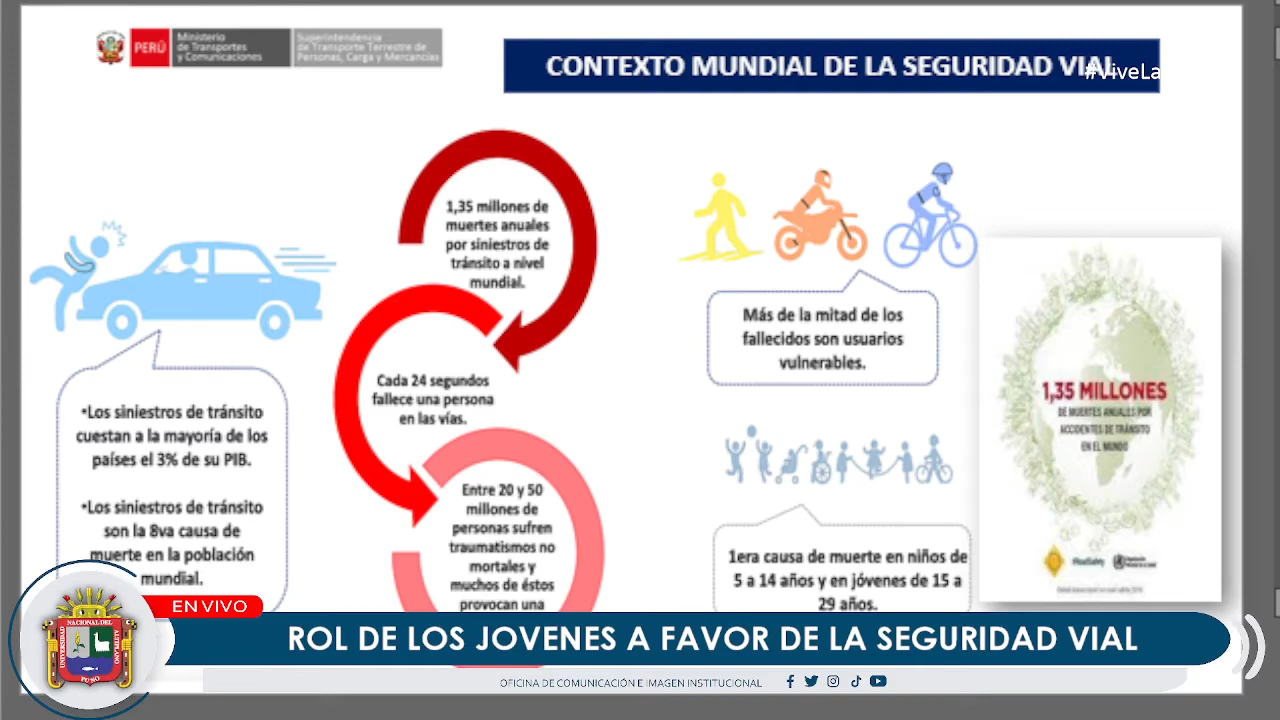 PERÚ
Ministerio
de Transportes
y Comunicaciones
Superintendencia
de Transporte Terrestre de
Personas, Carga y Mercancías
CONTEXTO MUNDIAL DE LA SEGURIDAD VIAL
#ViveLa
1,35 millones de
muertes anuales
por siniestros de
tránsito a nivel
mundial.
Cada 24 segundos
fallece una persona
en las vías.
Entre 20 y 50
millones de
personas sufren
traumatismos no
mortales y
muchos de éstos
provocan una
•Los siniestros de tránsito
cuestan a la mayoría de los
países el 3% de su PIB.
•Los siniestros de tránsito
son la 8va causa de
muerte en la población
mundial.
Más de la mitad de los
fallecidos son usuarios
vulnerables.
1era causa de muerte en niños de
5 a 14 años y en jóvenes de 15 a
29 años.
1,35 MILLONES
DE MUERTES ANUALES POR
ACCIDENTES DE TRÁNSITO
EN EL MUNDO
EN VIVO
ROL DE LOS JOVENES A FAVOR DE LA SEGURIDAD VIAL
OFICINA DE COMUNICACIÓN E IMAGEN INSTITUCIONAL
UNIVERSIDAD NACIONAL DEL ALTIPLANO
PUNO